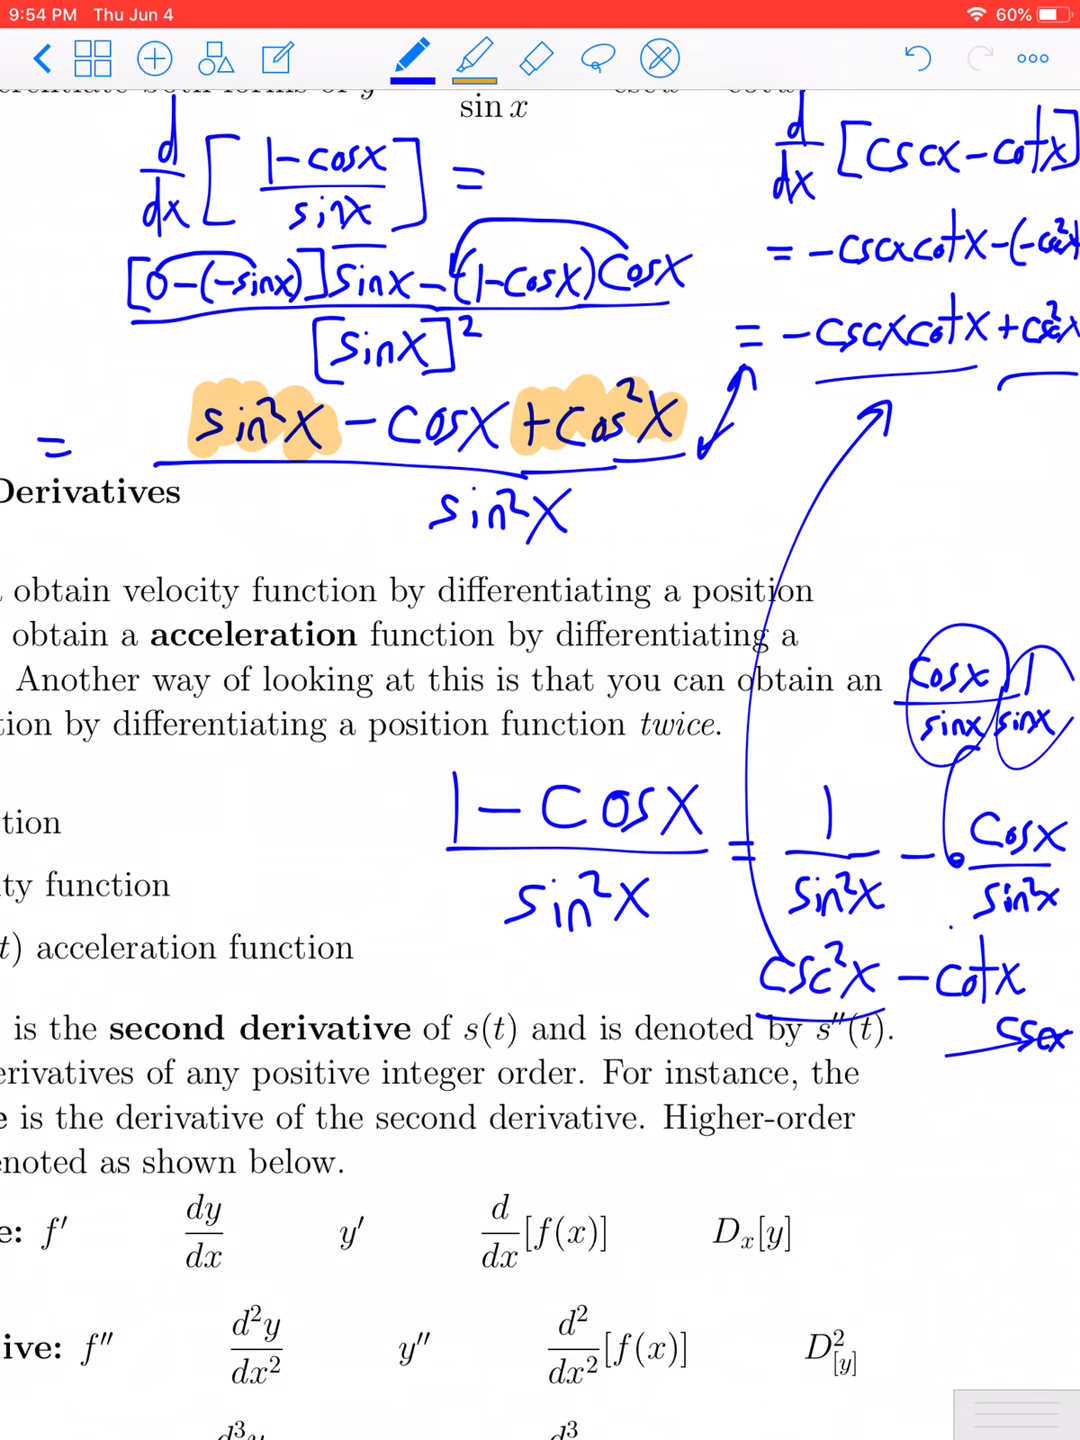 9:54 PM Thu Jun 4 60%
sin x
d/dx [ (1-cosx)/sinx ] =
d/dx [cscx-cotx]
[0-(-sinx)]sinx-(1-cosx)cosx
= -cscxcotx-(-csc²x
[sinx]²
= -cscxcotx+csc²x
= (sin²x - cosx + cos²x)/sin²x
Derivatives
obtain velocity function by differentiating a position
obtain a acceleration function by differentiating a
Another way of looking at this is that you can obtain an
tion by differentiating a position function twice.
cosx/sinx 1/sinx
(1-cosx)/sin²x = 1/sin²x - cosx/sin²x
tion
ty function
t) acceleration function
csc²x - cotx
cscx
is the second derivative of s(t) and is denoted by s″(t).
erivatives of any positive integer order. For instance, the
e is the derivative of the second derivative. Higher-order
enoted as shown below.
e: f′ dy/dx y′ d/dx[f(x)] Dₓ[y]
ive: f″ d²y/dx² y″ d²/dx²[f(x)] D²[y]
d³y d³